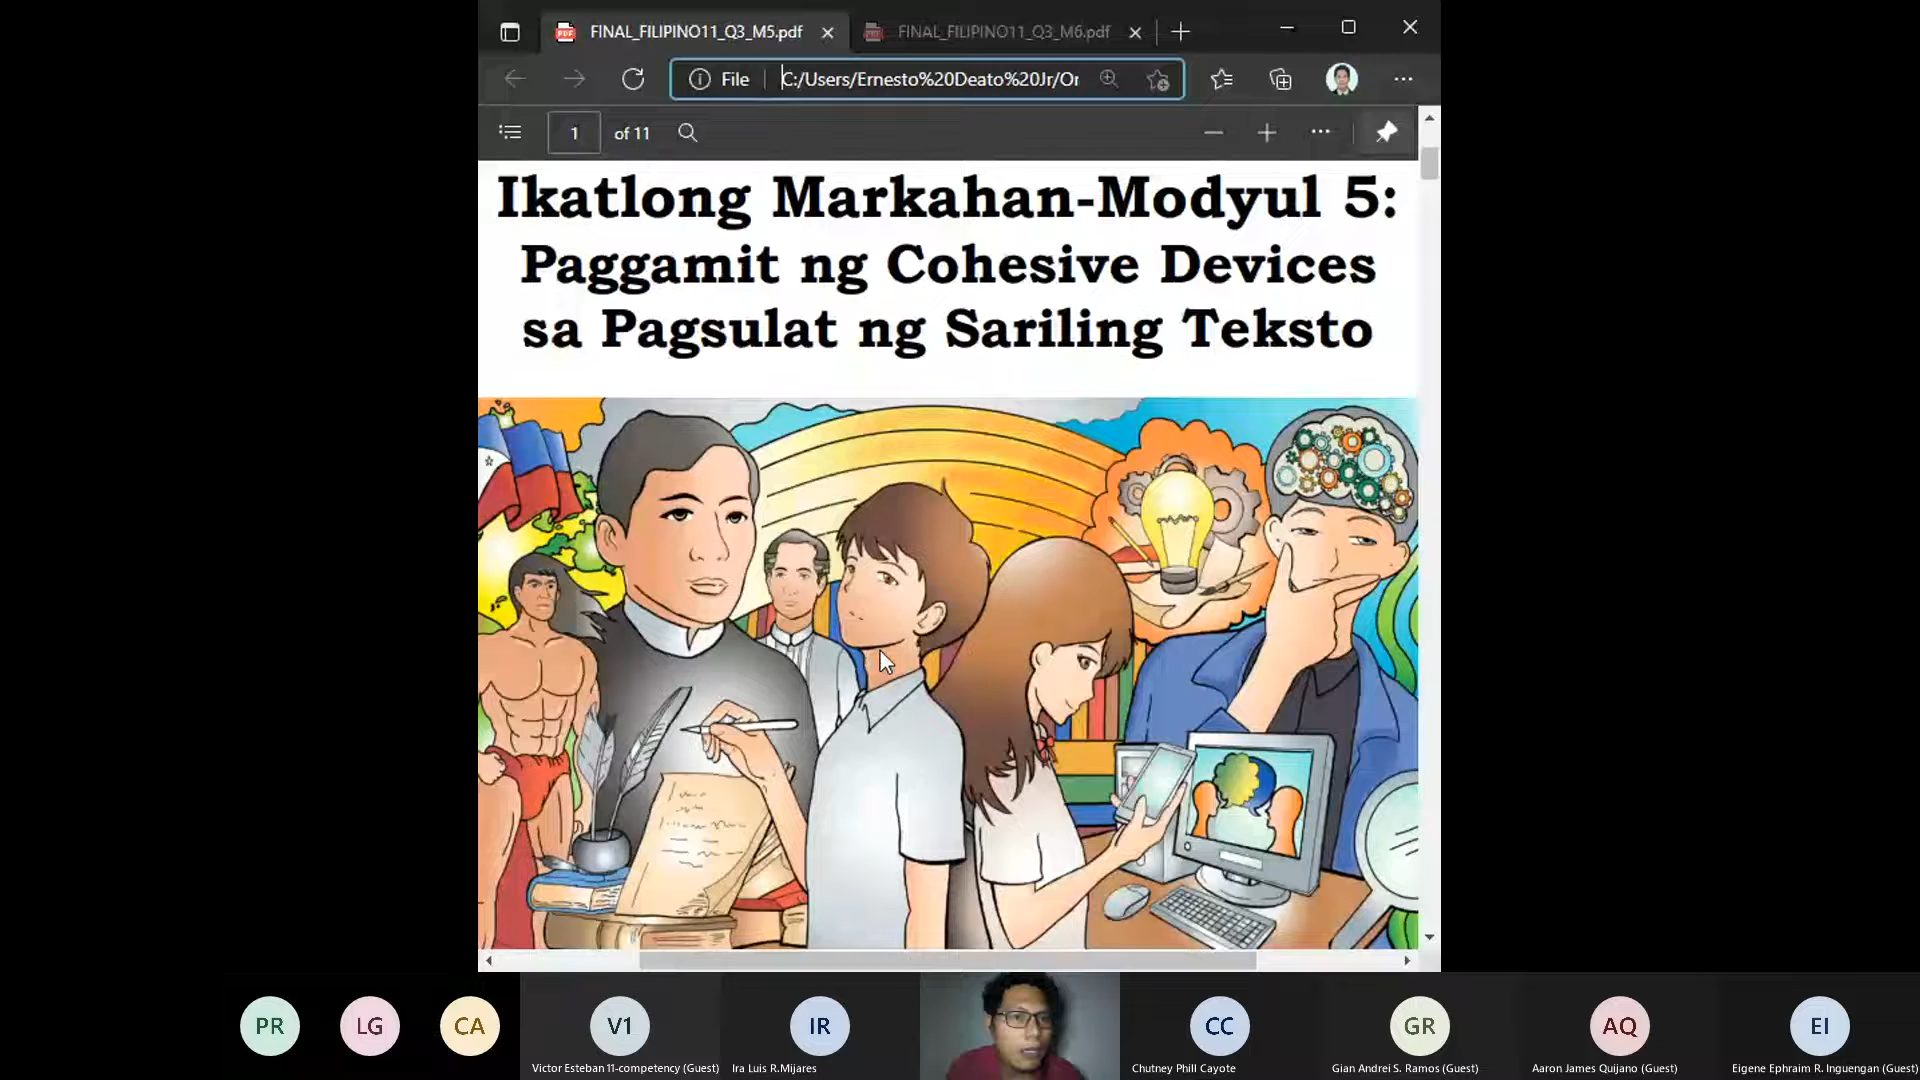 FINAL_FILIPINO11_Q3_M5.pdf
FINAL_FILIPINO11_Q3_M6.pdf
File
C:/Users/Ernesto%20Deato%20Jr/Or
1
of 11
Ikatlong Markahan-Modyul 5:
Paggamit ng Cohesive Devices
sa Pagsulat ng Sariling Teksto
PR
LG
CA
V1
IR
CC
GR
AQ
EI
Victor Esteban 11-competency (Guest)
Ira Luis R.Mijares
Chutney Phill Cayote
Gian Andrei S. Ramos (Guest)
Aaron James Quijano (Guest)
Eigene Ephraim R. Inguengan (Guest)